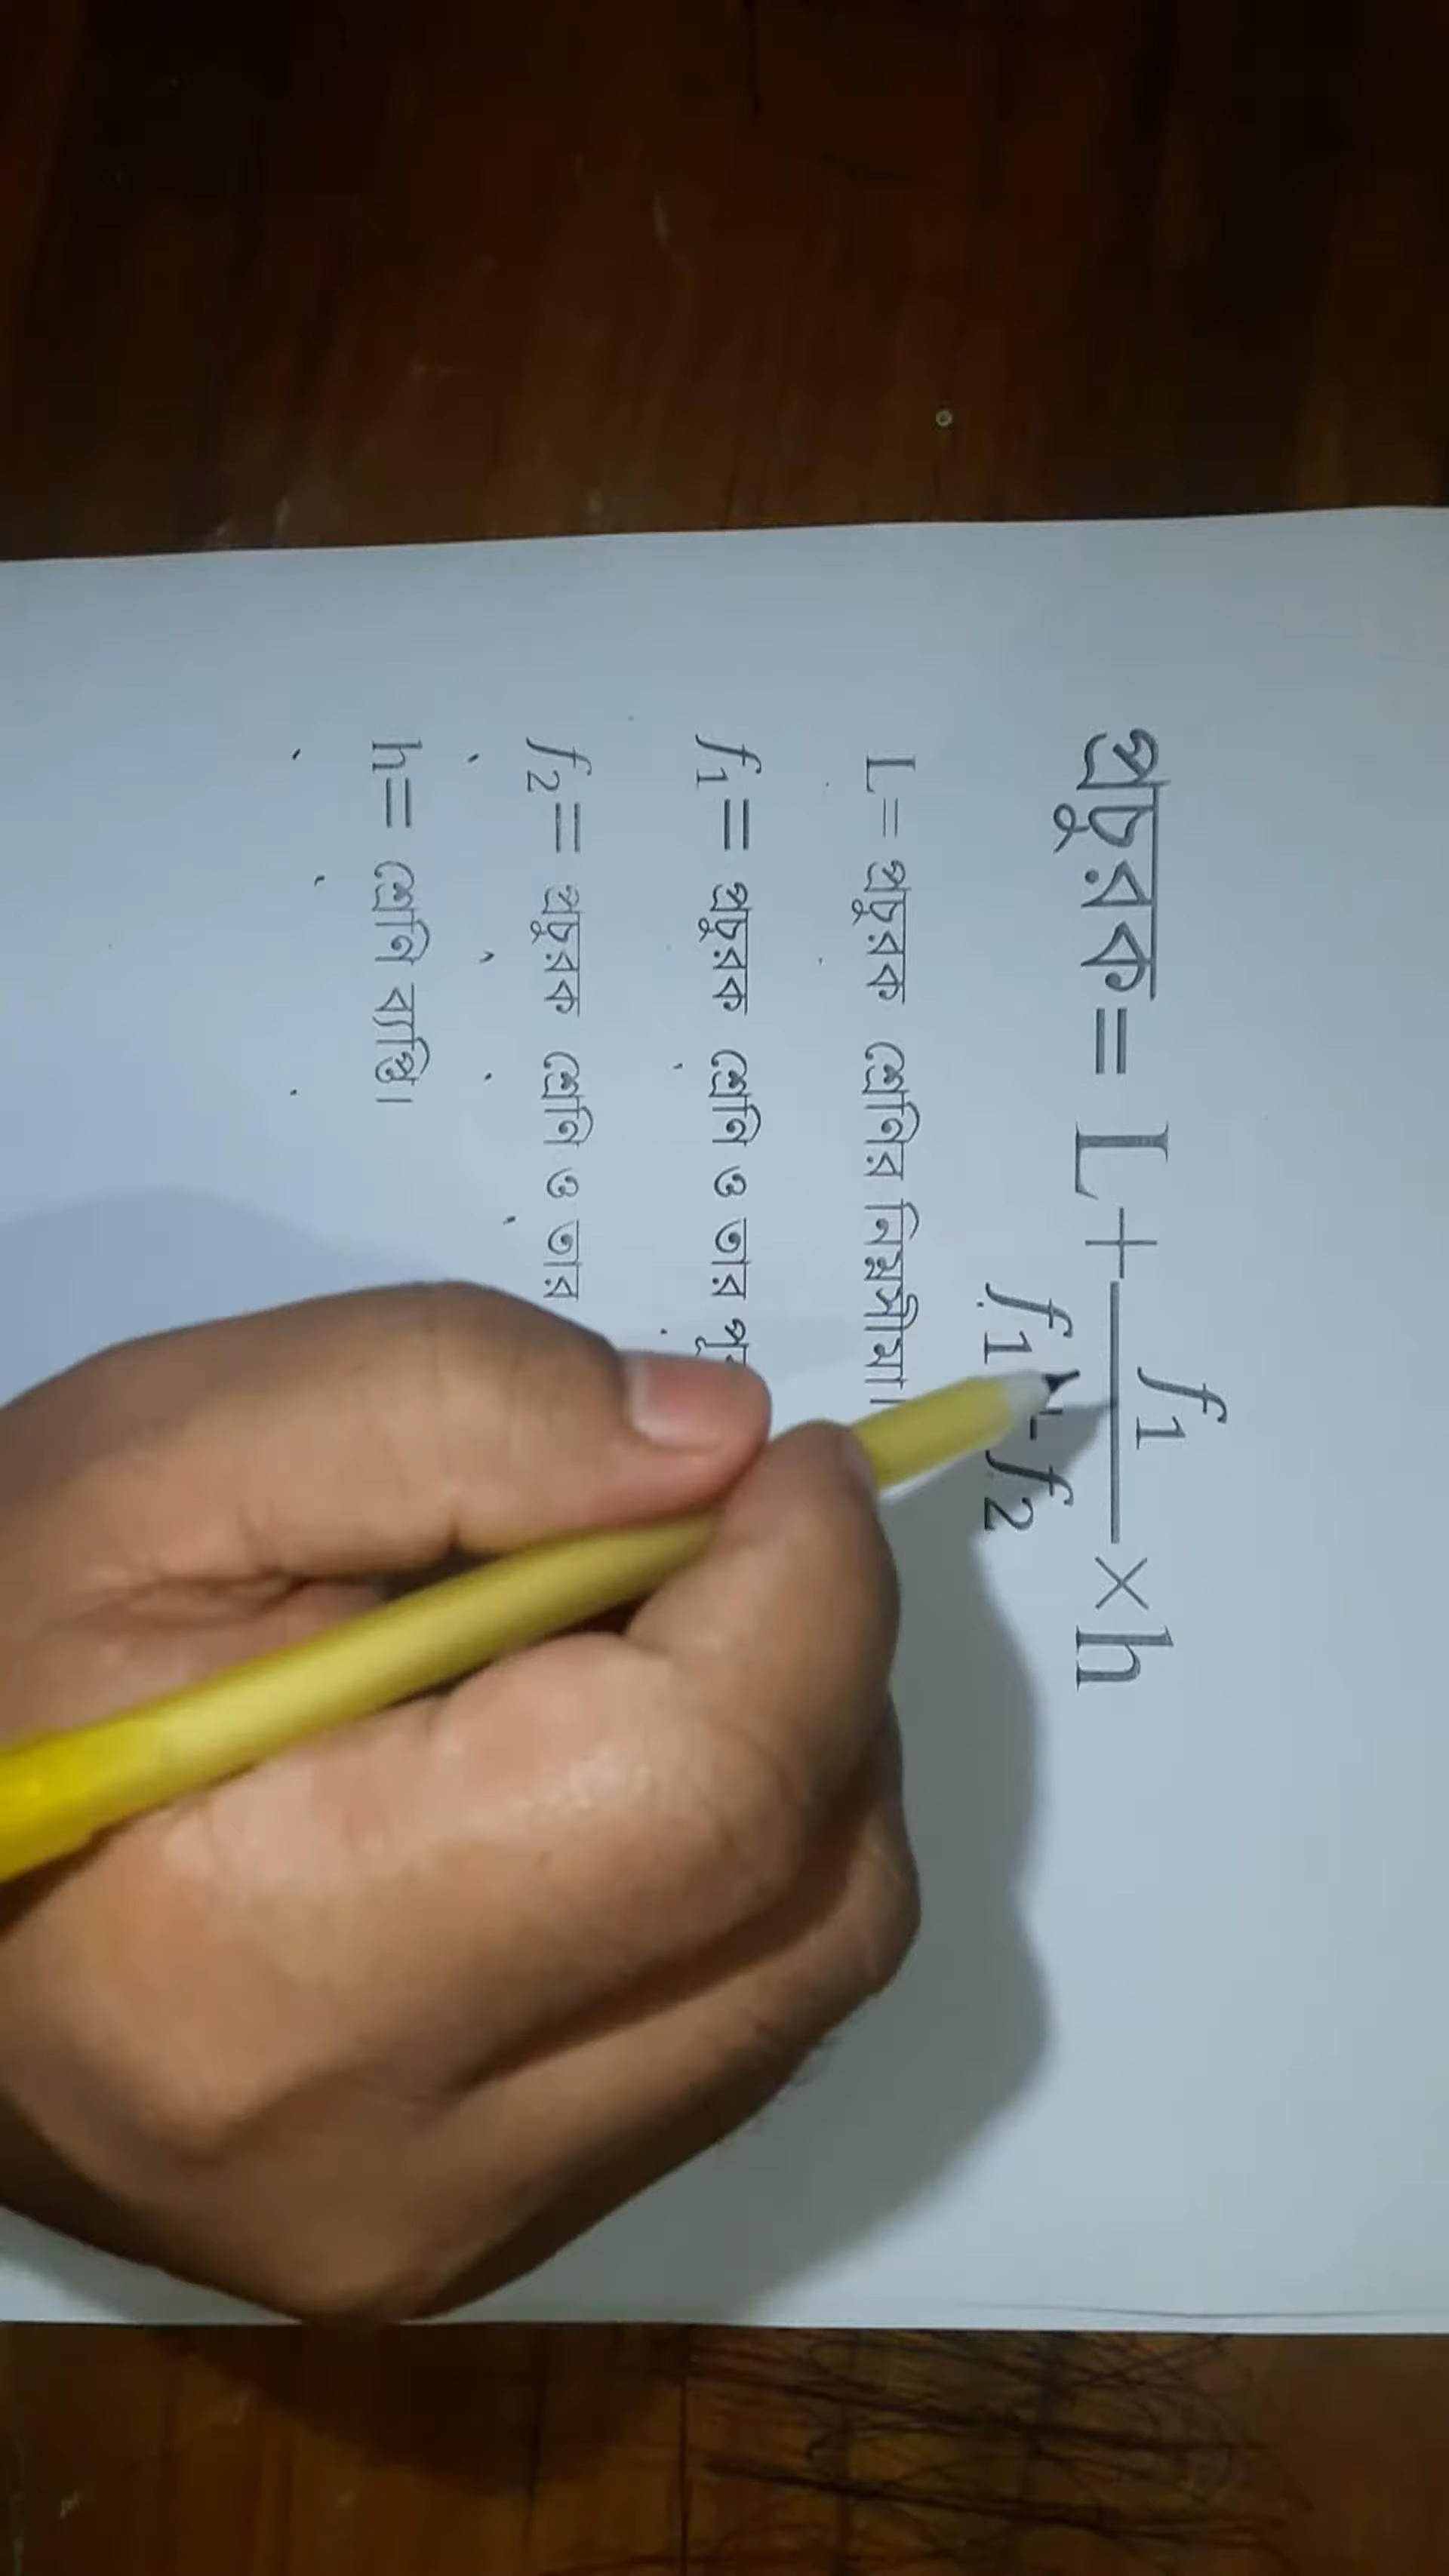 প্রচুরক= L+ f1/f1+f2 ×h
L= প্রচুরক শ্রেনির নিম্নসীমা।
f1= প্রচুরক শ্রেনি ও তার
f2= প্রচুরক শ্রেনি ও তার
h= শ্রেনি ব্যাপ্তি।